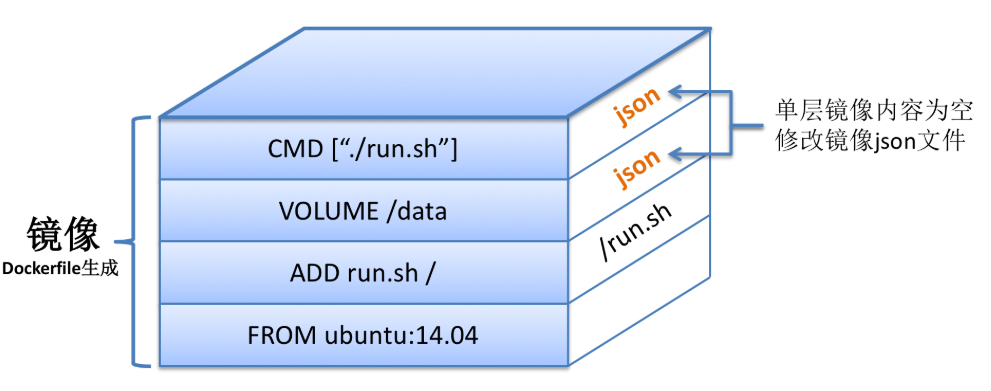 json
单层镜像内容为空
修改镜像json文件
CMD [“./run.sh”]
json
VOLUME /data
/run.sh
镜像
Dockerfile生成
ADD run.sh /
FROM ubuntu:14.04